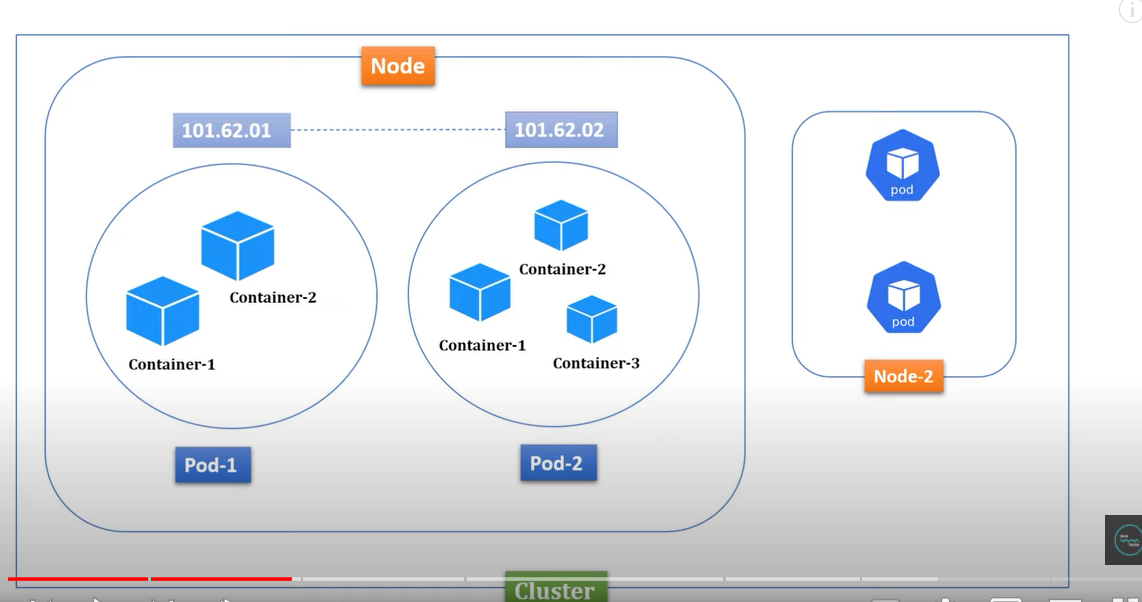 Node
101.62.01
101.62.02
pod
Container-2
Container-2
Container-1
pod
Container-1
Container-3
Node-2
Pod-1
Pod-2
Cluster